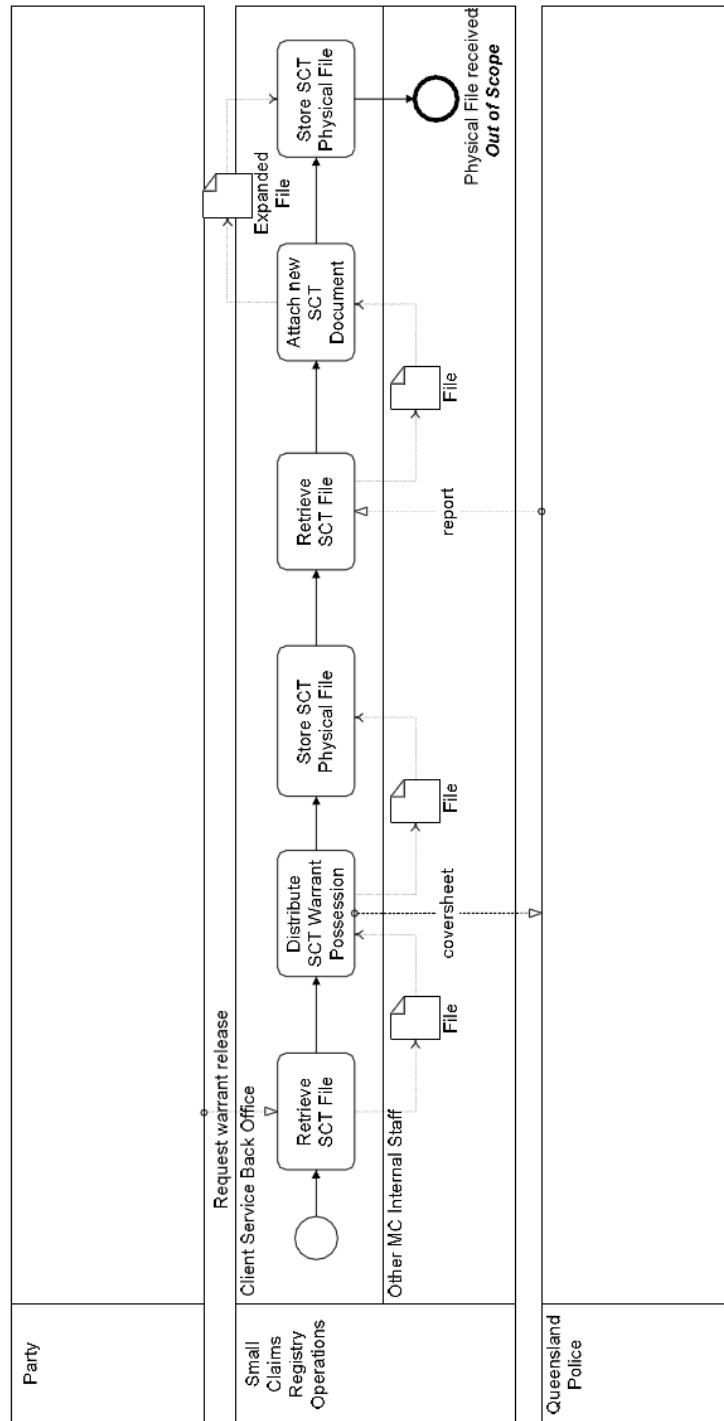 Party
Request warrant release
Small
Claims
Registry
Operations
Client Service Back Office
Retrieve
SCT File
Distribute
SCT Warrant
Possession
Store SCT
Physical File
Retrieve
SCT File
Attach new
SCT
Document
Expanded
File
Store SCT
Physical File
Other MC Internal Staff
File
coversheet
File
report
File
Physical File received
Out of Scope
Queensland
Police